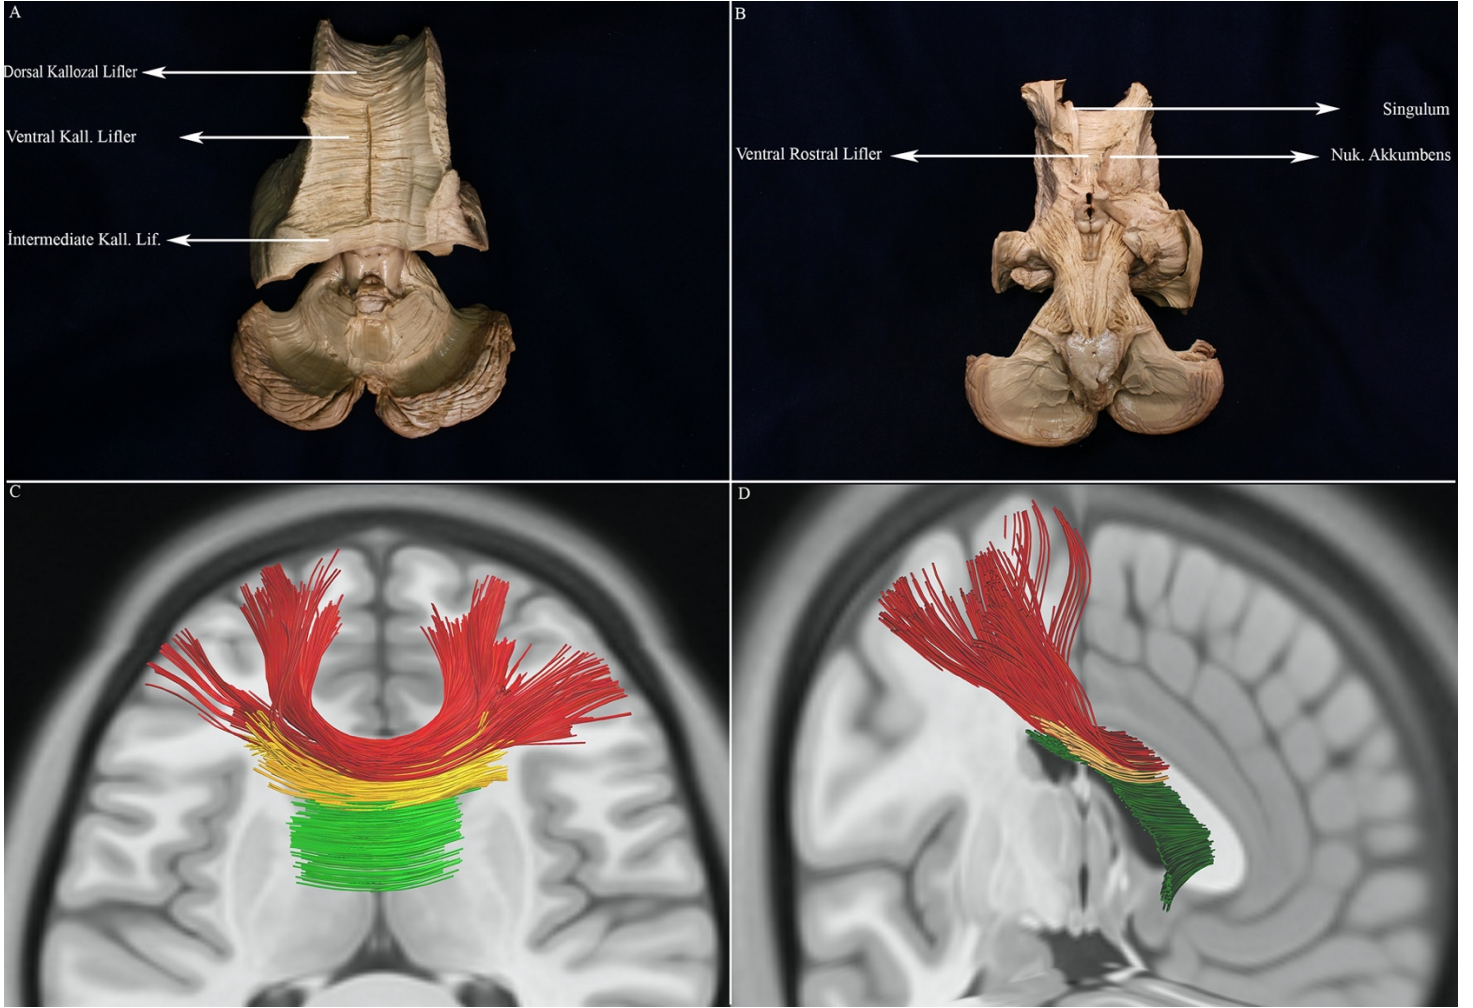 A
Dorsal Kallozal Lifler
Ventral Kall. Lifler
İntermediate Kall. Lif.
B
Singulum
Ventral Rostral Lifler
Nuk. Akkumbens
C
D